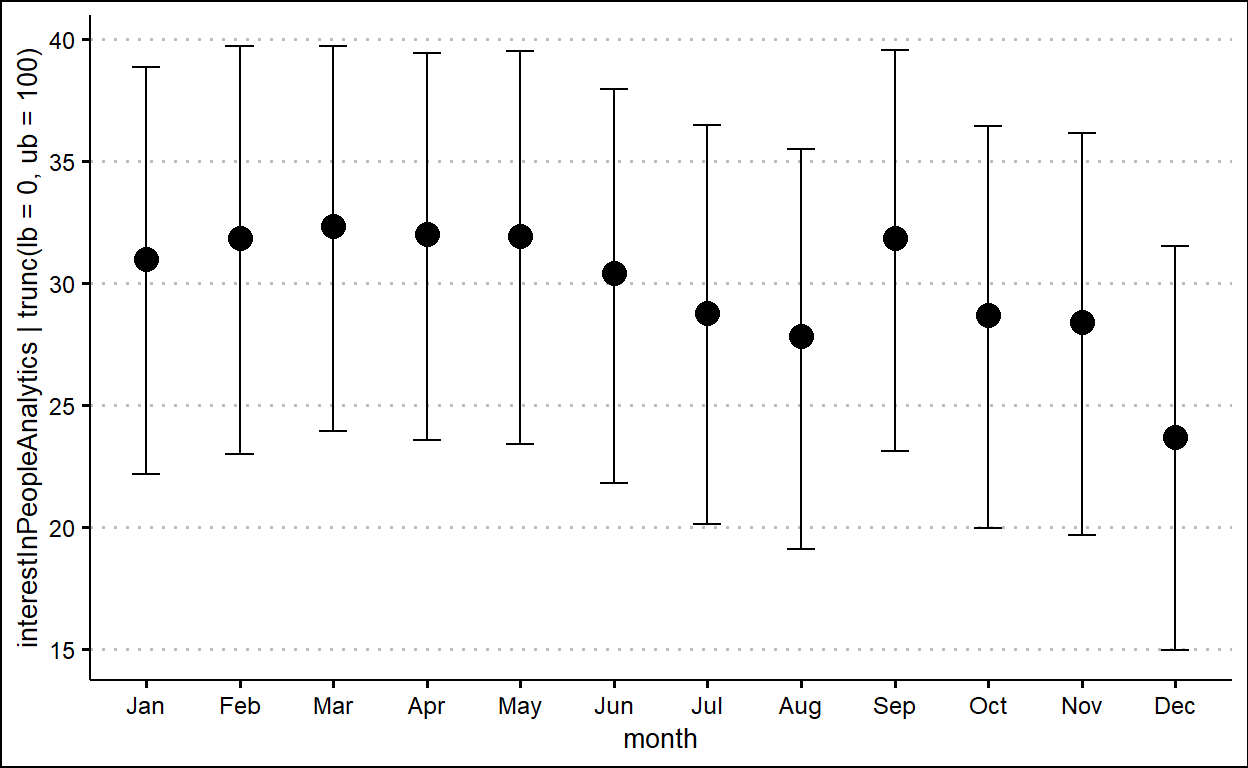 interestInPeopleAnalytics | trunc(lb = 0, ub = 100)
40
35
30
25
20
15
Jan Feb Mar Apr May Jun Jul Aug Sep Oct Nov Dec
month